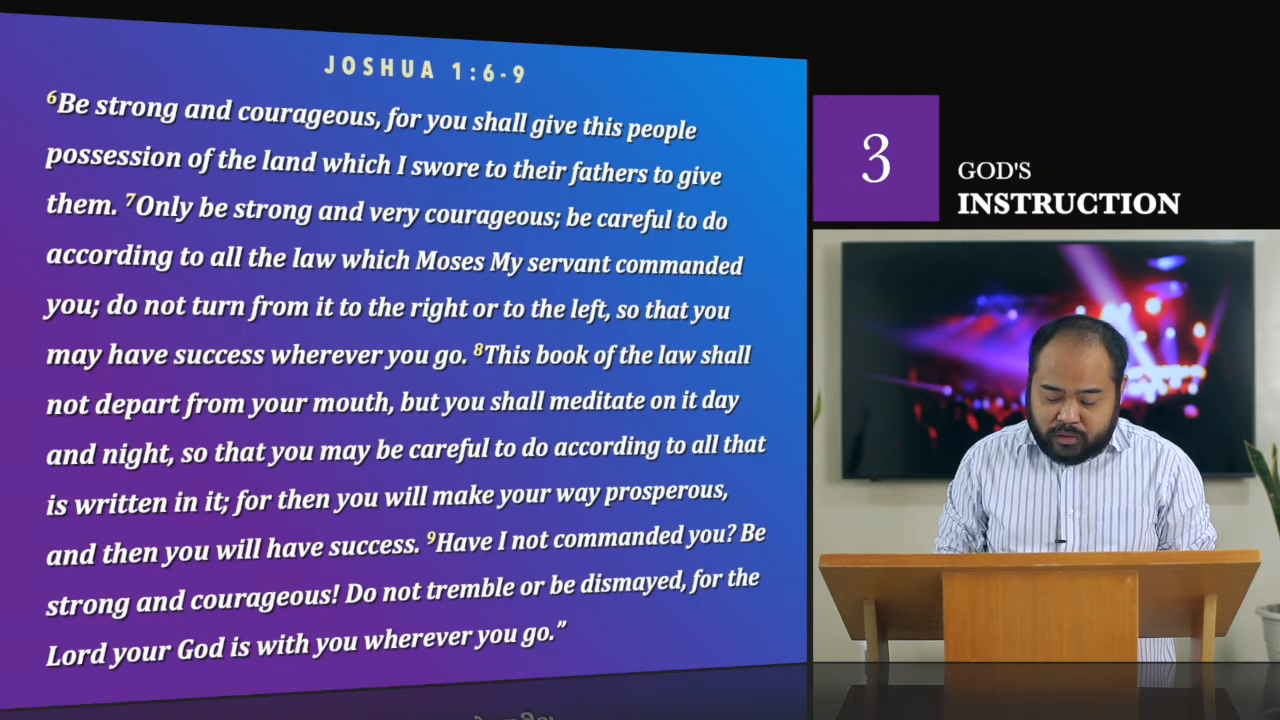 JOSHUA 1:6-9
⁶Be strong and courageous, for you shall give this people
possession of the land which I swore to their fathers to give
them. ⁷Only be strong and very courageous; be careful to do
according to all the law which Moses My servant commanded
you; do not turn from it to the right or to the left, so that you
may have success wherever you go. ⁸This book of the law shall
not depart from your mouth, but you shall meditate on it day
and night, so that you may be careful to do according to all that
is written in it; for then you will make your way prosperous,
and then you will have success. ⁹Have I not commanded you? Be
strong and courageous! Do not tremble or be dismayed, for the
Lord your God is with you wherever you go.”
3
GOD'S
INSTRUCTION